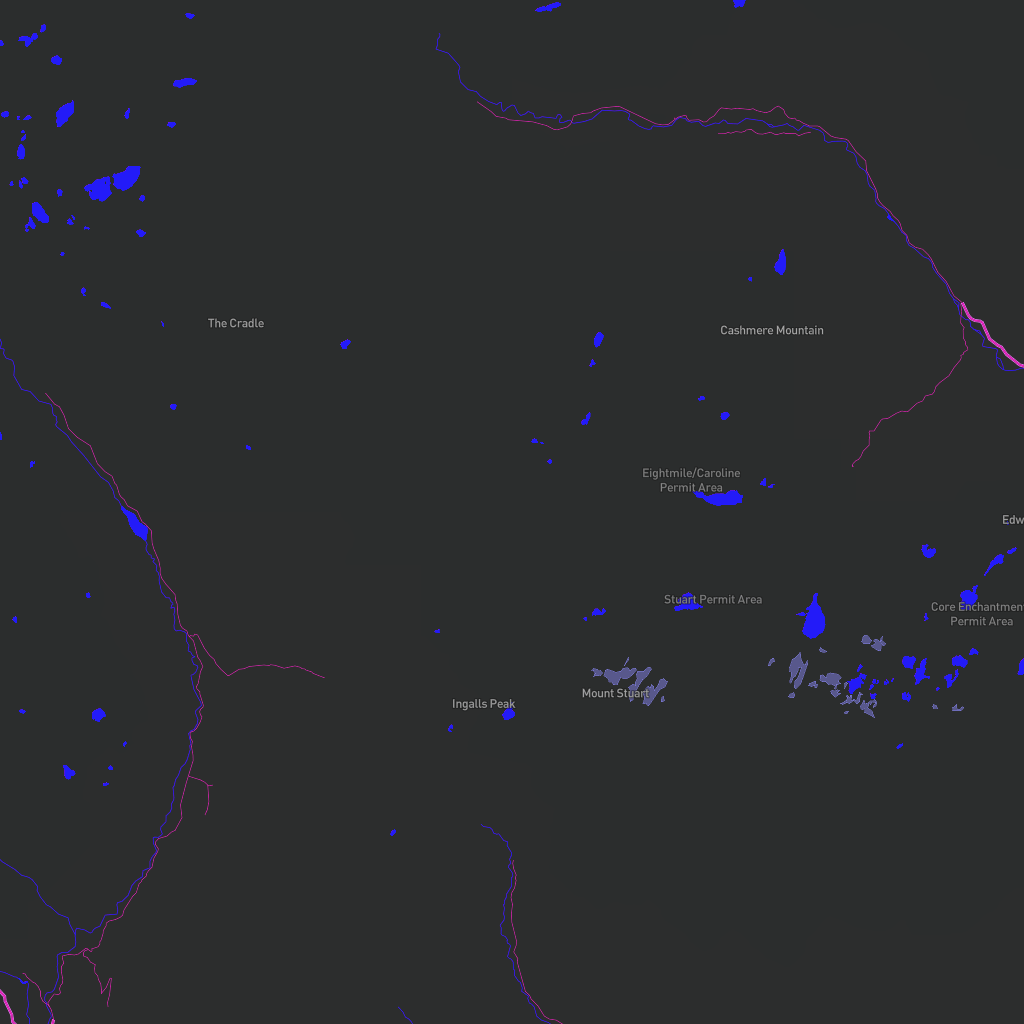 The Cradle
Cashmere Mountain
Eightmile/Caroline
Permit Area
Edw
Stuart Permit Area
Core Enchantment
Permit Area
Mount Stuart
Ingalls Peak